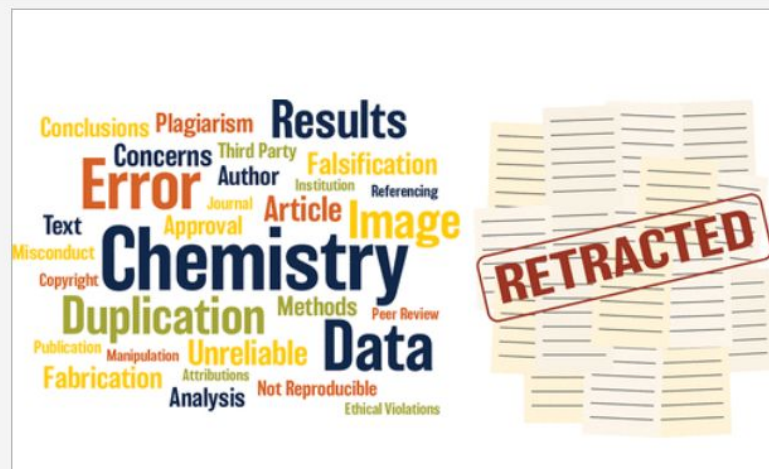 Results
Conclusions Plagiarism
Concerns Third Party Falsification
Error Author Institution Referencing
Journal Article Image
Text Approval
Misconduct Chemistry
Copyright
Duplication Methods Peer Review
Publication Manipulation Unreliable Data
Fabrication Attributions
Analysis Not Reproducible
Ethical Violations
RETRACTED